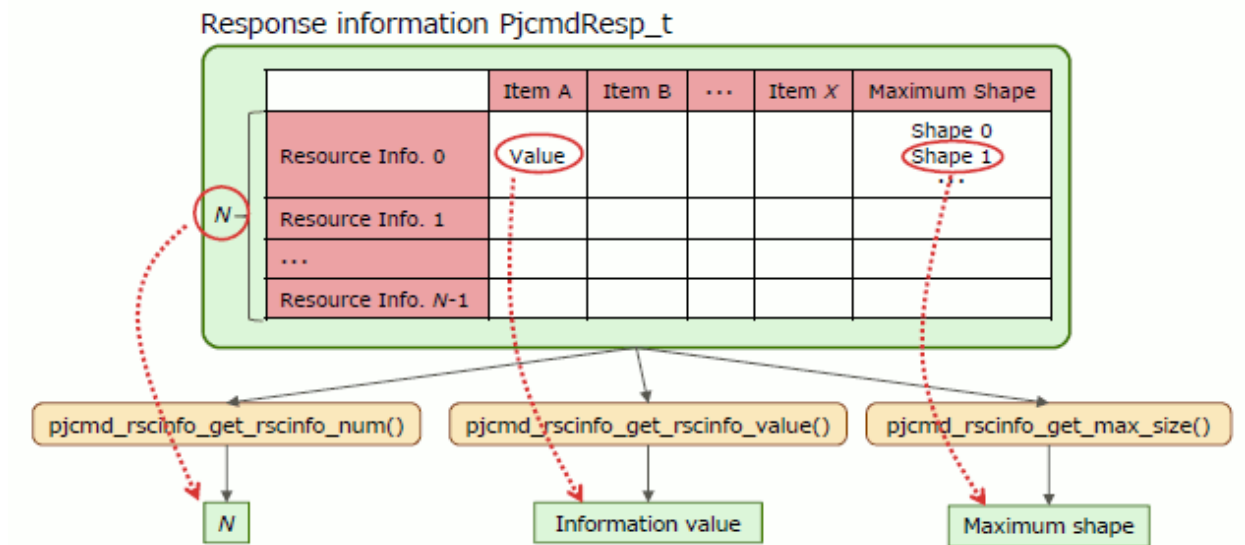 Response information PjcmdResp_t
Item A Item B ... Item X Maximum Shape
Shape 0
Resource Info. 0 Value Shape 1
...
N Resource Info. 1
...
Resource Info. N-1
pjcmd_rscinfo_get_rscinfo_num() pjcmd_rscinfo_get_rscinfo_value() pjcmd_rscinfo_get_max_size()
N Information value Maximum shape